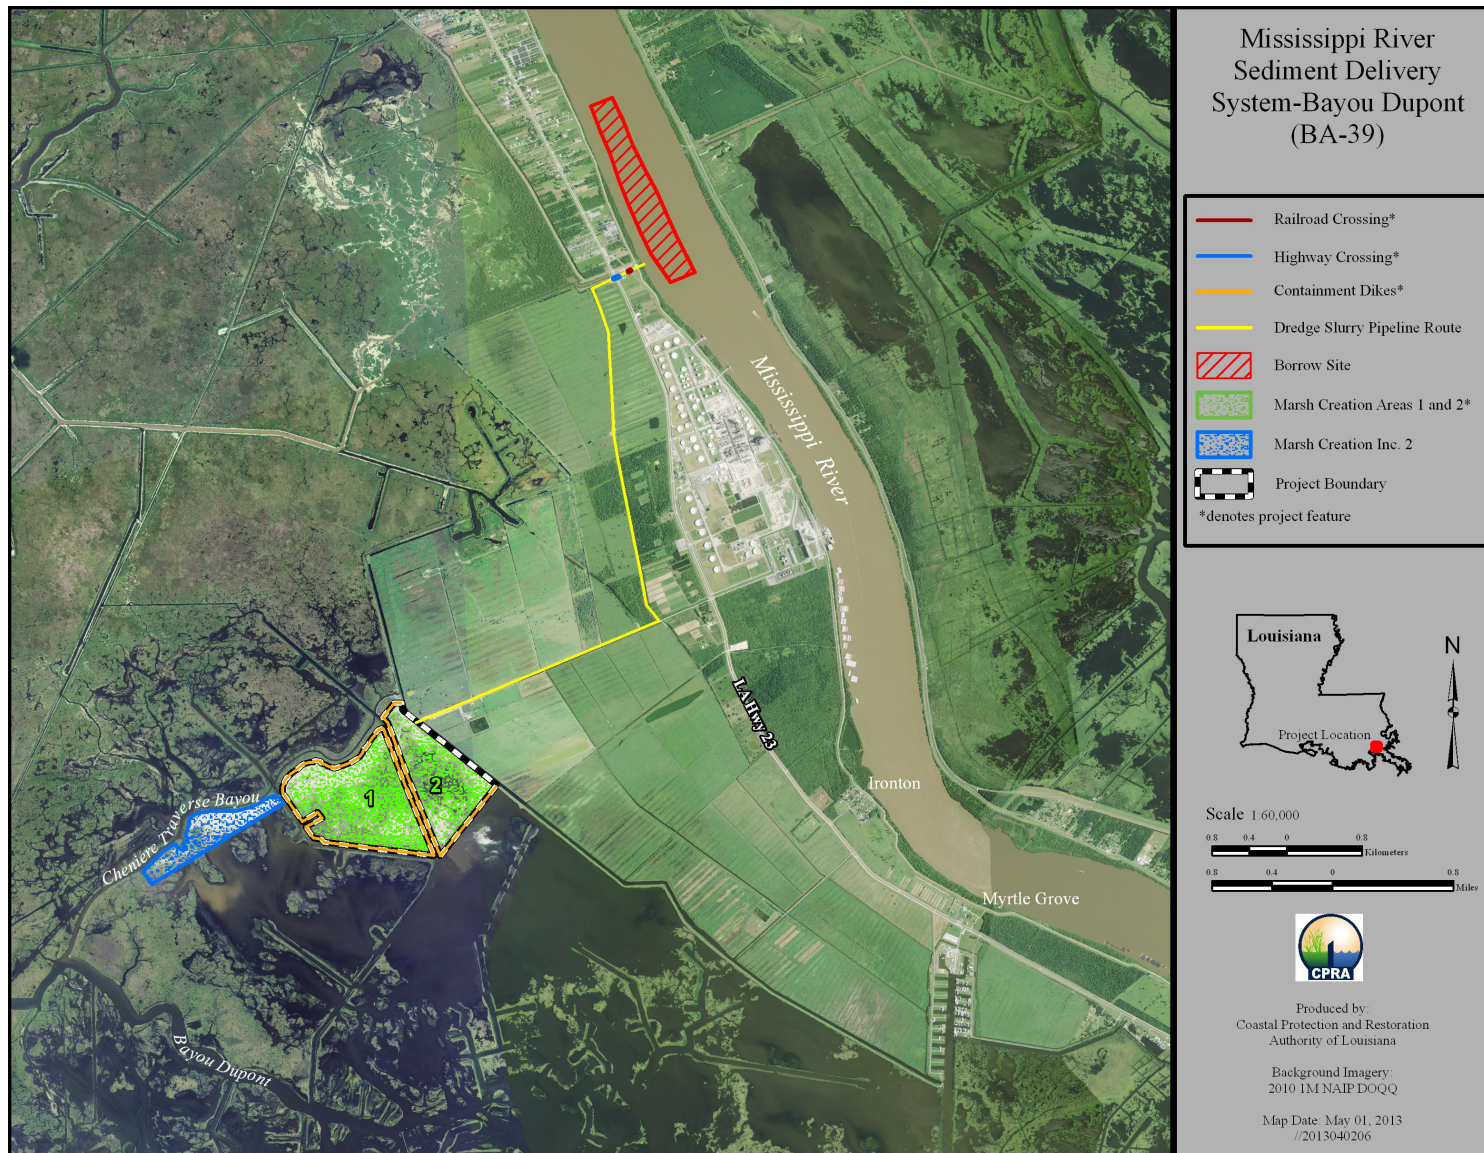 Mississippi River
Sediment Delivery
System-Bayou Dupont
(BA-39)
Railroad Crossing*
Highway Crossing*
Containment Dikes*
Dredge Slurry Pipeline Route
Borrow Site
Marsh Creation Areas 1 and 2*
Marsh Creation Inc. 2
Project Boundary
*denotes project feature
Louisiana
N
Project Location
Scale 1:60,000
0.8 0.4 0 0.8
Kilometers
0.8 0.4 0 0.8
Miles
CPRA
Produced by:
Coastal Protection and Restoration
Authority of Louisiana
Background Imagery:
2010 1M NAIP DOQQ
Map Date: May 01, 2013
//2013040206
Mississippi River
LA Hwy 23
Ironton
Myrtle Grove
1
2
Cheniere Traverse Bayou
Bayou Dupont